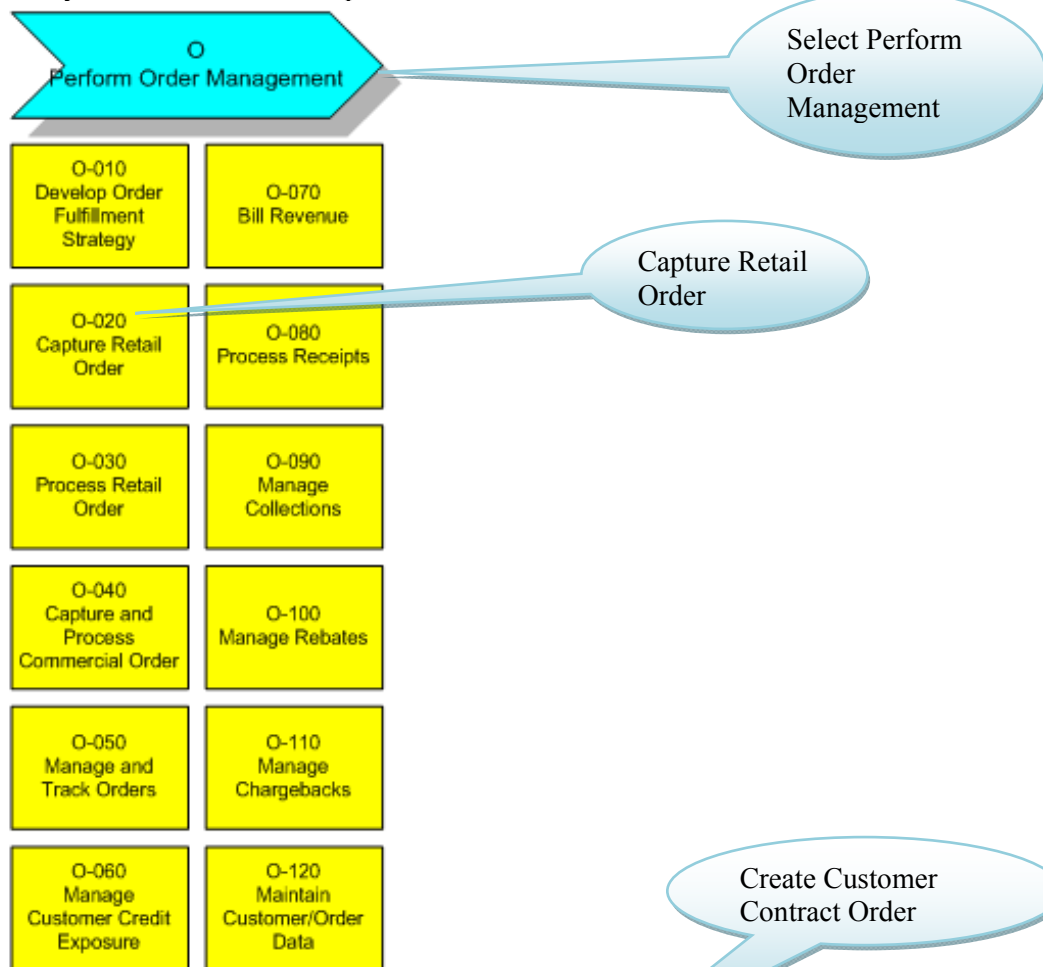 O
Perform Order Management
Select Perform
Order
Management
O-010
Develop Order
Fulfillment
Strategy
O-070
Bill Revenue
Capture Retail
Order
O-020
Capture Retail
Order
O-080
Process Receipts
O-030
Process Retail
Order
O-090
Manage
Collections
O-040
Capture and
Process
Commercial Order
O-100
Manage Rebates
O-050
Manage and
Track Orders
O-110
Manage
Chargebacks
O-060
Manage
Customer Credit
Exposure
O-120
Maintain
Customer/Order
Data
Create Customer
Contract Order